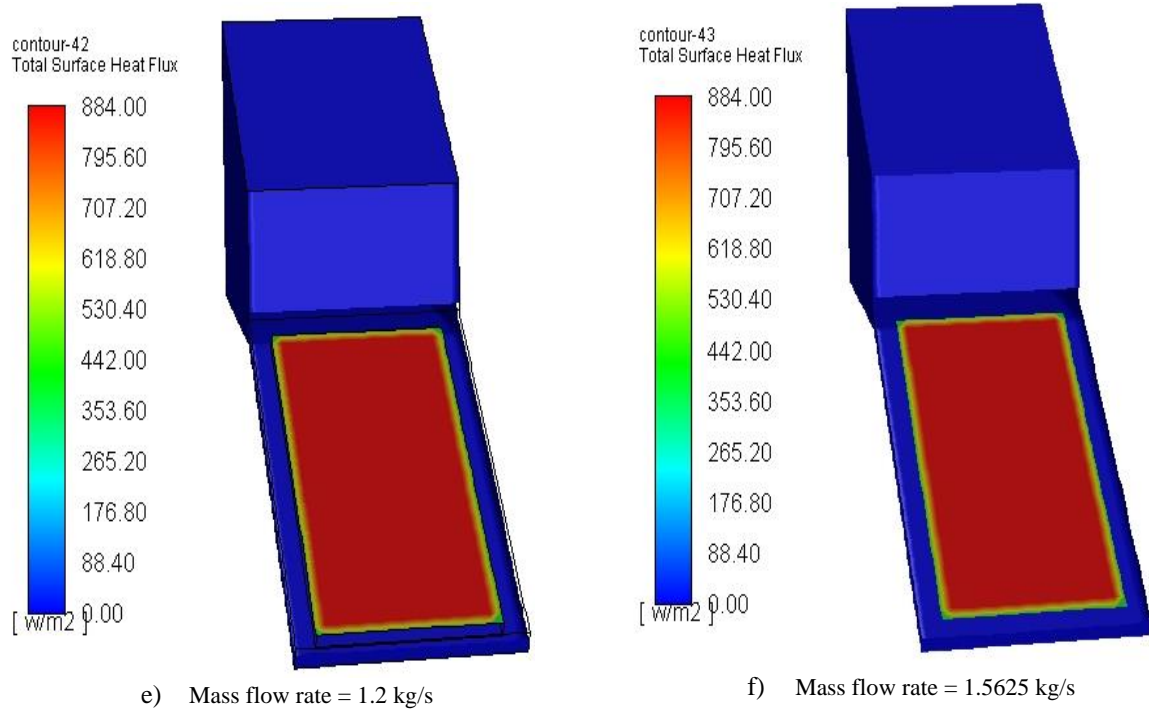 contour-42
Total Surface Heat Flux
884.00
795.60
707.20
618.80
530.40
442.00
353.60
265.20
176.80
88.40
0.00
[ w/m2 ]
e) Mass flow rate = 1.2 kg/s
contour-43
Total Surface Heat Flux
884.00
795.60
707.20
618.80
530.40
442.00
353.60
265.20
176.80
88.40
0.00
[ w/m2 ]
f) Mass flow rate = 1.5625 kg/s